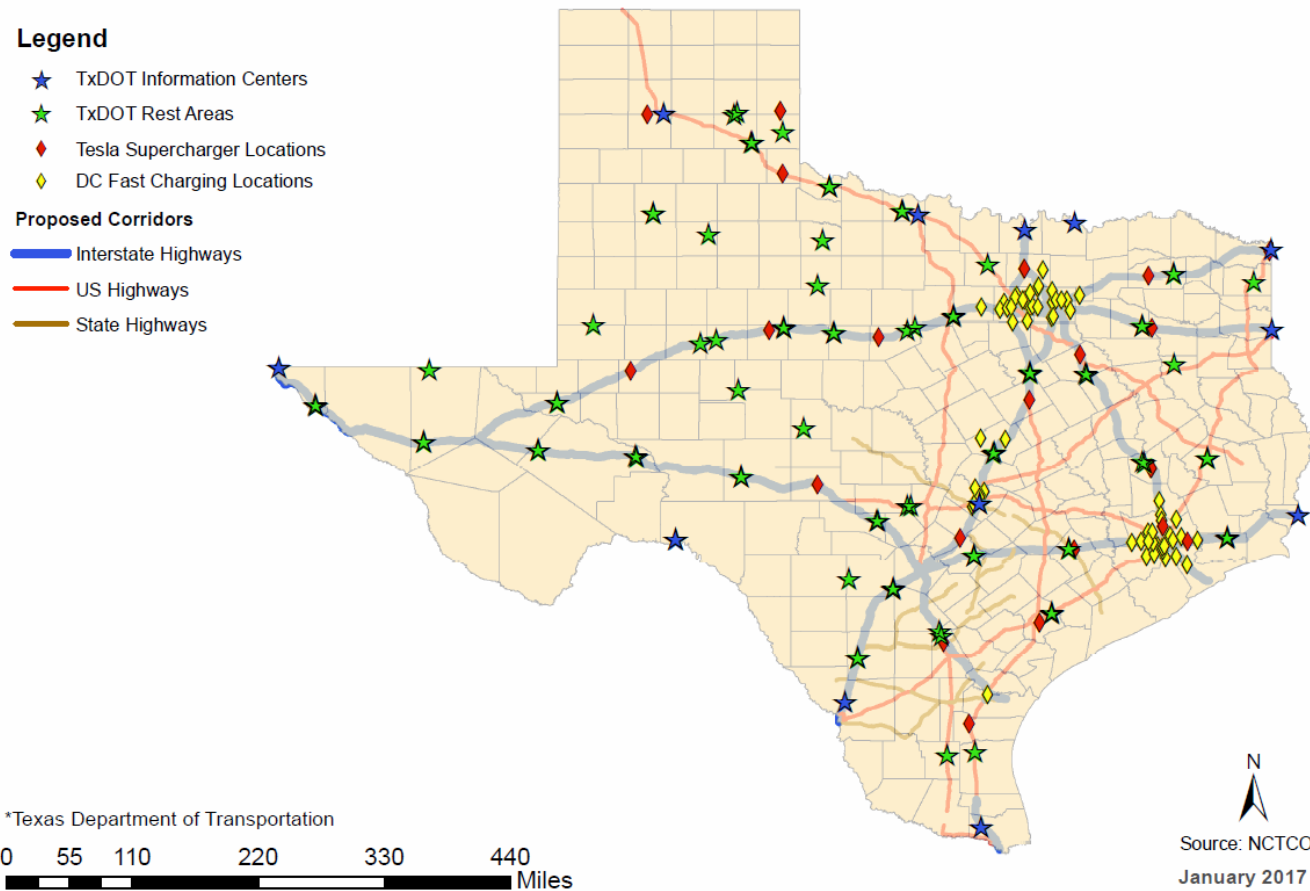 Legend
TxDOT Information Centers
TxDOT Rest Areas
Tesla Supercharger Locations
DC Fast Charging Locations
Proposed Corridors
Interstate Highways
US Highways
State Highways
*Texas Department of Transportation
0 55 110 220 330 440
Miles
N
Source: NCTCO
January 2017